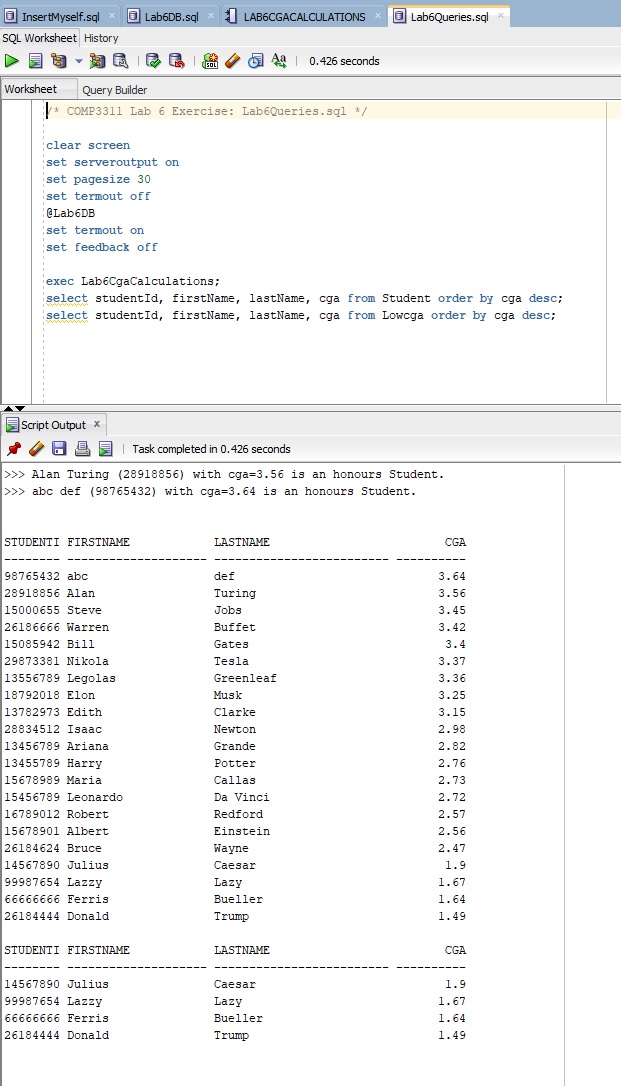 InsertMyself.sql Lab6DB.sql LAB6CGACALCULATIONS Lab6Queries.sql
SQL Worksheet History
SQL Aa 0.426 seconds
Worksheet Query Builder
/* COMP3311 Lab 6 Exercise: Lab6Queries.sql */
clear screen
set serveroutput on
set pagesize 30
set termout off
@Lab6DB
set termout on
set feedback off
exec Lab6CgaCalculations;
select studentId, firstName, lastName, cga from Student order by cga desc;
select studentId, firstName, lastName, cga from Lowcga order by cga desc;
Script Output x
Task completed in 0.426 seconds
>>> Alan Turing (28918856) with cga=3.56 is an honours Student.
>>> abc def (98765432) with cga=3.64 is an honours Student.
STUDENTI FIRSTNAME LASTNAME CGA
-------- -------------------- ------------------------- ----------
98765432 abc def 3.64
28918856 Alan Turing 3.56
15000655 Steve Jobs 3.45
26186666 Warren Buffet 3.42
15085942 Bill Gates 3.4
29873381 Nikola Tesla 3.37
13556789 Legolas Greenleaf 3.36
18792018 Elon Musk 3.25
13782973 Edith Clarke 3.15
28834512 Isaac Newton 2.98
13456789 Ariana Grande 2.82
13455789 Harry Potter 2.76
15678989 Maria Callas 2.73
15456789 Leonardo Da Vinci 2.72
16789012 Robert Redford 2.57
15678901 Albert Einstein 2.56
26184624 Bruce Wayne 2.47
14567890 Julius Caesar 1.9
99987654 Lazzy Lazy 1.67
66666666 Ferris Bueller 1.64
26184444 Donald Trump 1.49
STUDENTI FIRSTNAME LASTNAME CGA
-------- -------------------- ------------------------- ----------
14567890 Julius Caesar 1.9
99987654 Lazzy Lazy 1.67
66666666 Ferris Bueller 1.64
26184444 Donald Trump 1.49